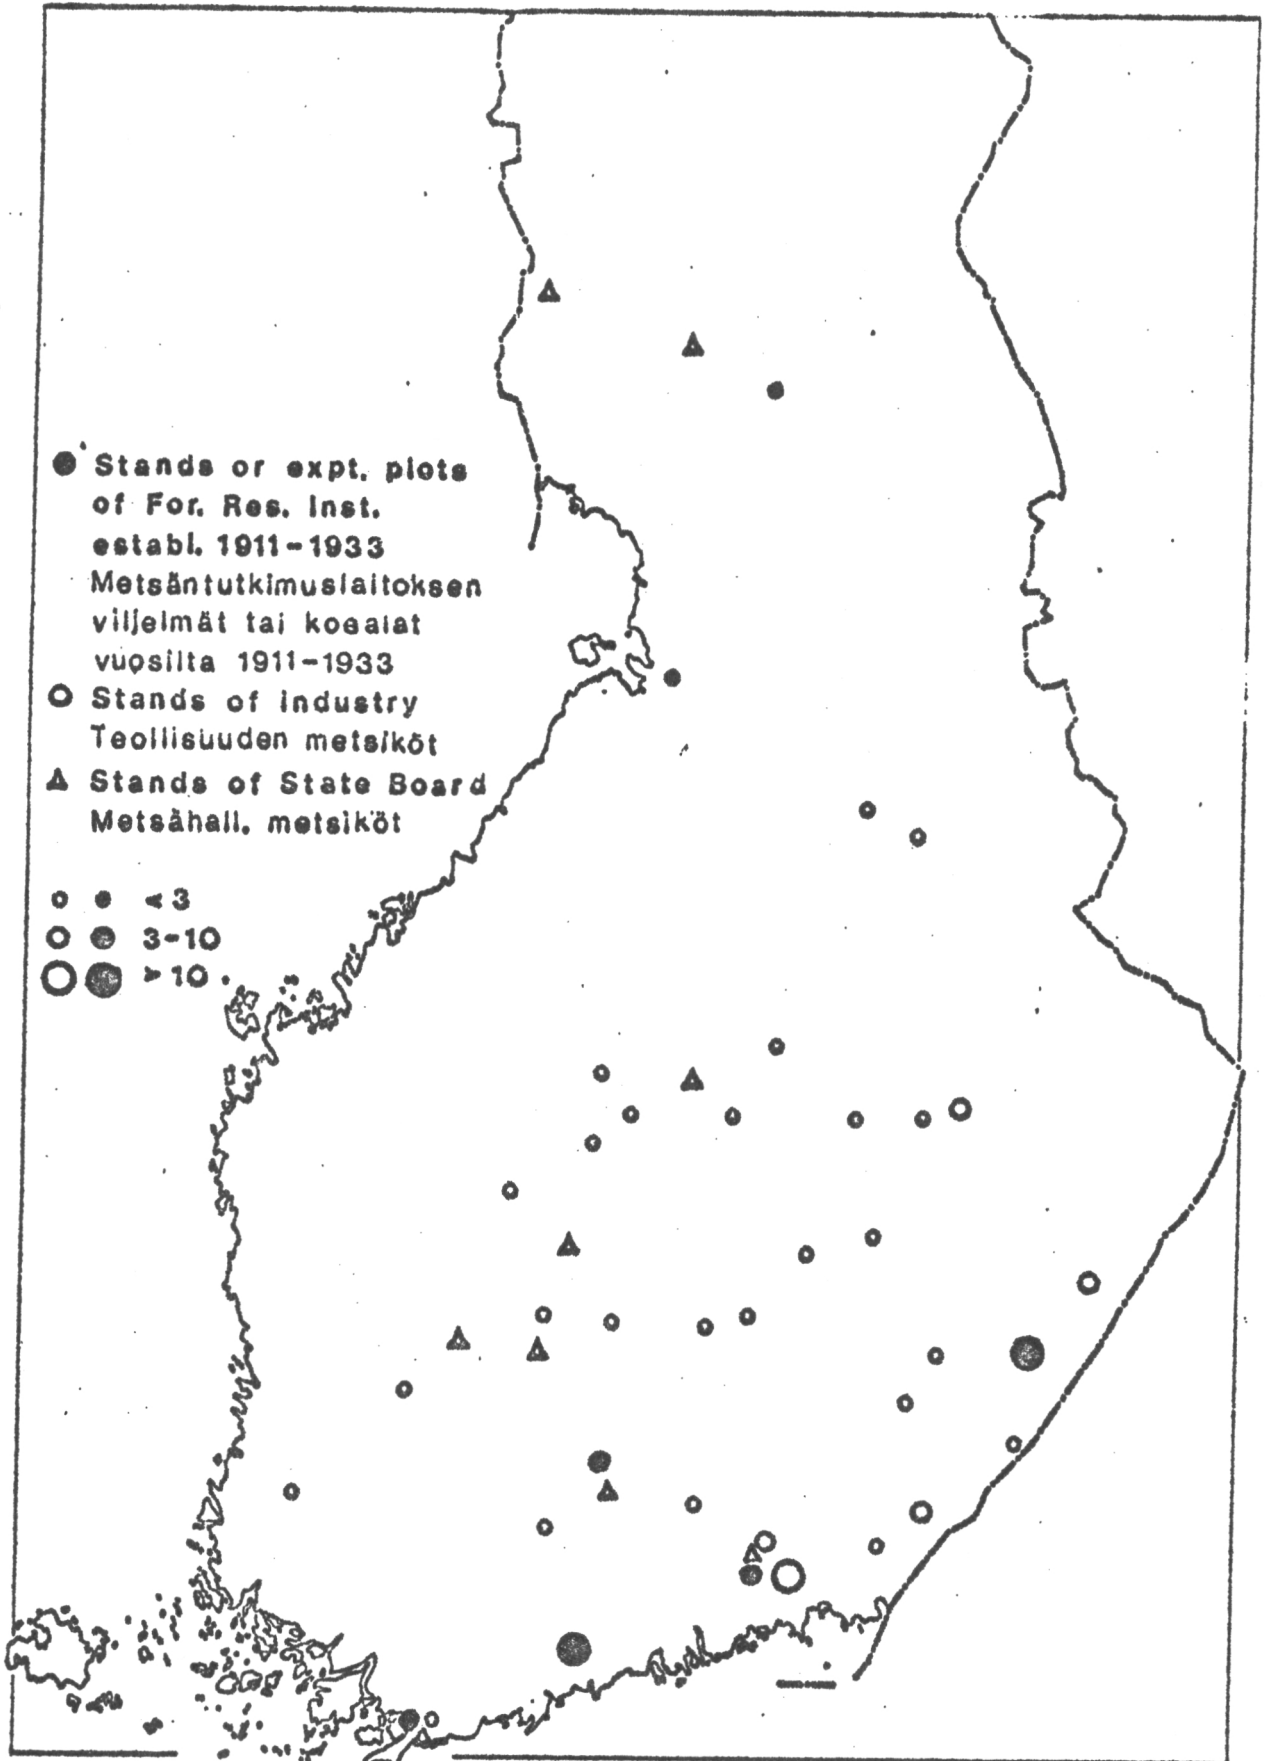 Stands or expt. plots
of For. Res. Inst.
establ. 1911-1933
Metsäntutkimuslaitoksen
viljelmät tai koealat
vuosilta 1911-1933
Stands of industry
Teollisuuden metsiköt
Stands of State Board
Metsähall. metsiköt
< 3
3-10
> 10